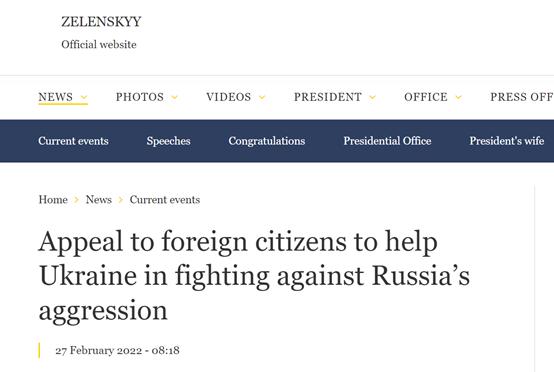 ZELENSKYY
Official website
NEWS PHOTOS VIDEOS PRESIDENT OFFICE PRESS OFF
Current events Speeches Congratulations Presidential Office President's wife
Home News Current events
Appeal to foreign citizens to help
Ukraine in fighting against Russia's
aggression
27 February 2022 - 08:18